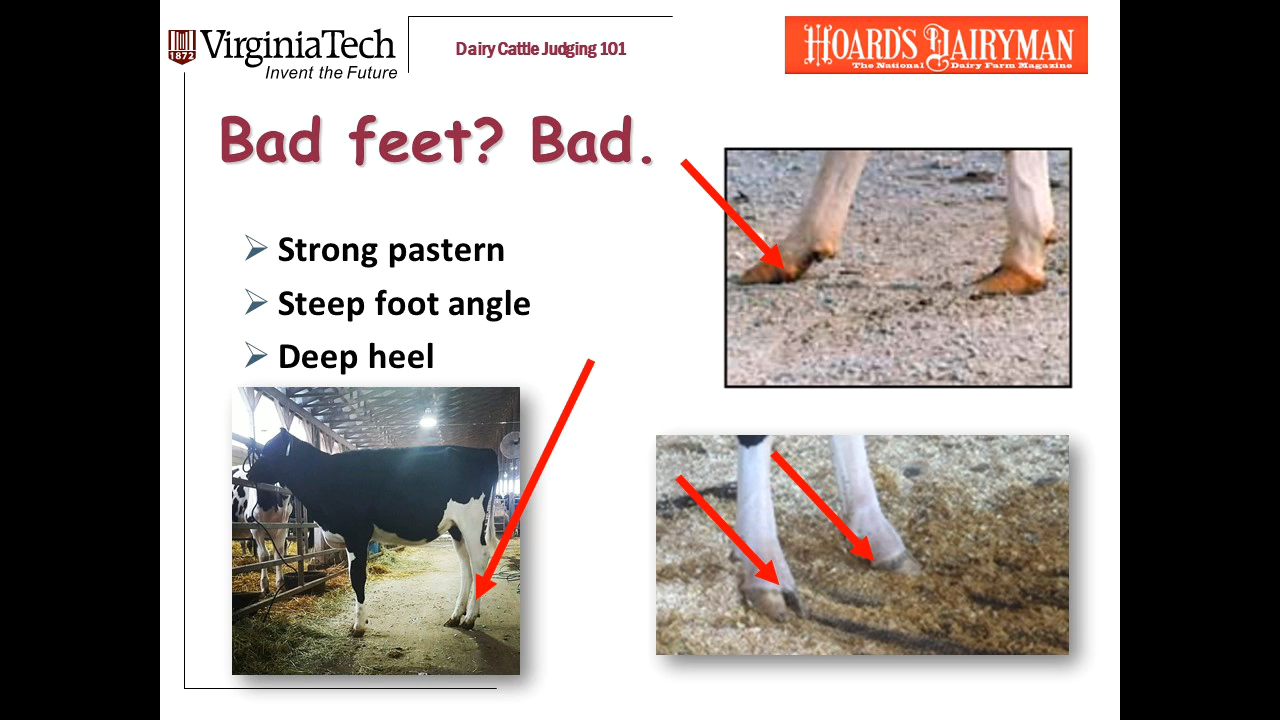 1872
VirginiaTech
Invent the Future
Dairy Cattle Judging 101
HOARD'S DAIRYMAN
The National Dairy Farm Magazine
Bad feet? Bad.
Strong pastern
Steep foot angle
Deep heel